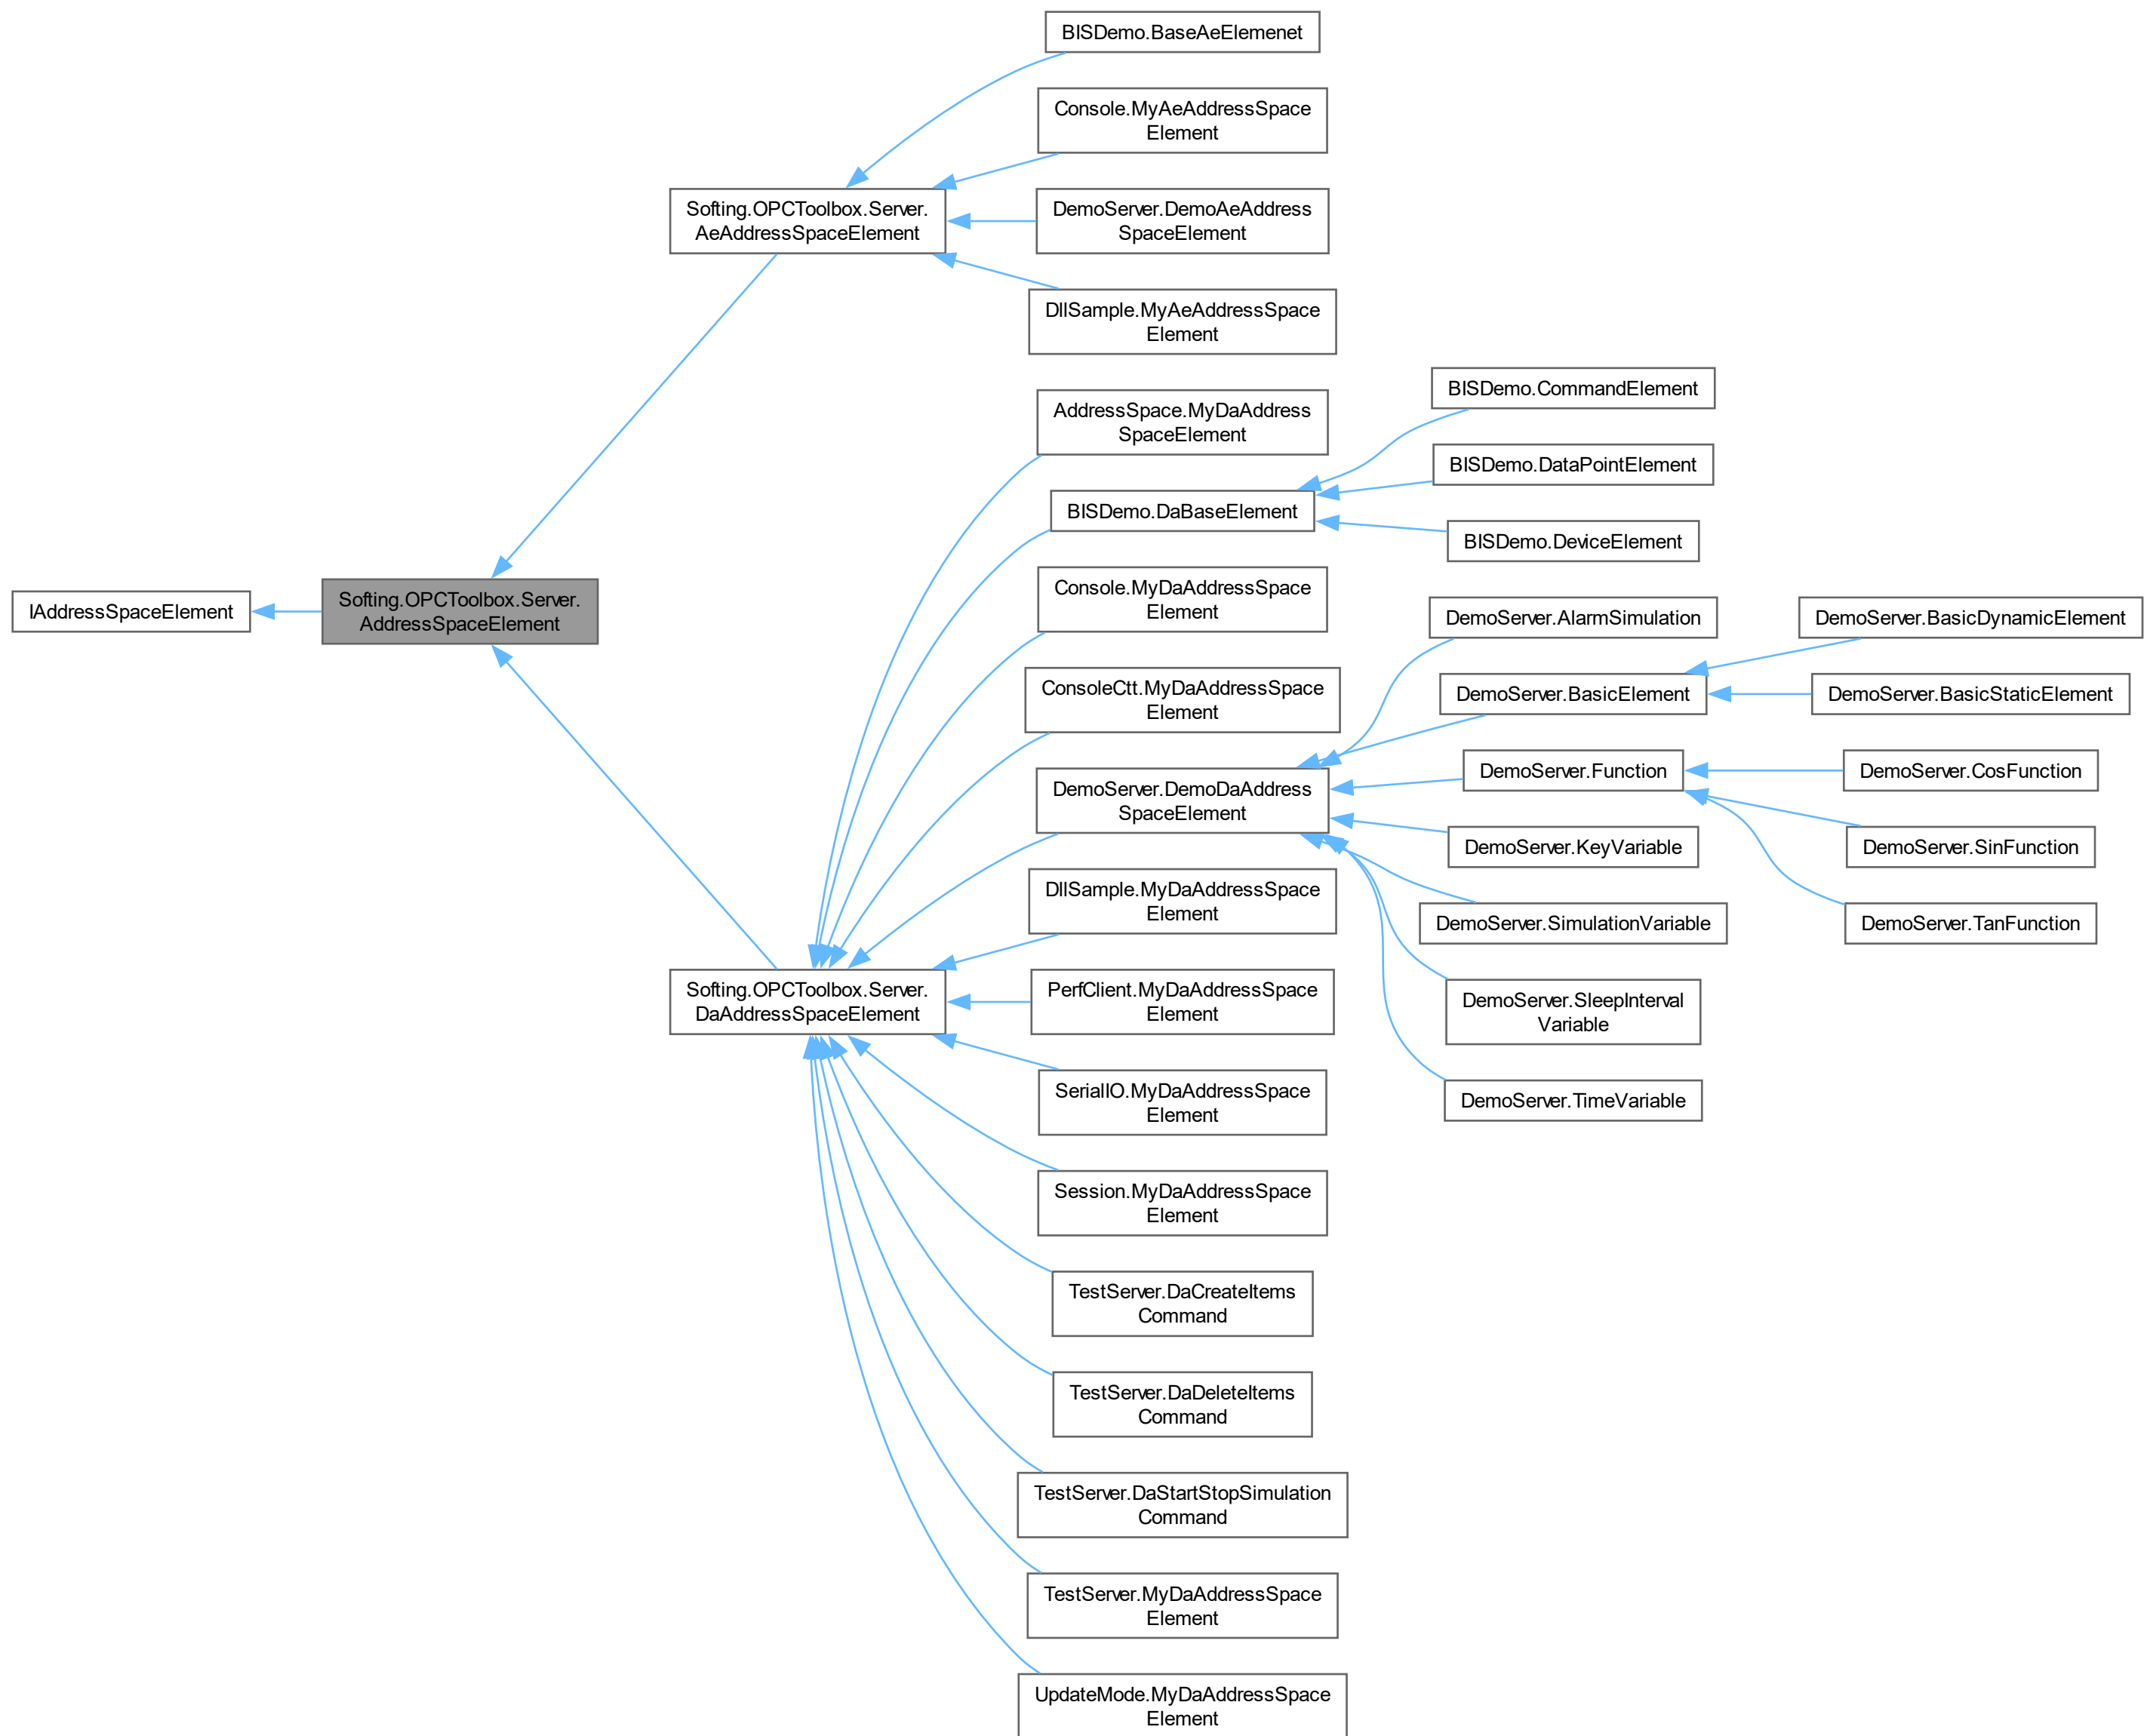 BISDemo.BaseAeElemenet
Console.MyAeAddressSpace
Element
Softing.OPCToolbox.Server.
AeAddressSpaceElement
DemoServer.DemoAeAddress
SpaceElement
DllSample.MyAeAddressSpace
Element
IAddressSpaceElement
Softing.OPCToolbox.Server.
AddressSpaceElement
AddressSpace.MyDaAddress
SpaceElement
BISDemo.DaBaseElement
BISDemo.CommandElement
BISDemo.DataPointElement
BISDemo.DeviceElement
Console.MyDaAddressSpace
Element
ConsoleCtt.MyDaAddressSpace
Element
DemoServer.DemoDaAddress
SpaceElement
DemoServer.AlarmSimulation
DemoServer.BasicElement
DemoServer.BasicDynamicElement
DemoServer.BasicStaticElement
DemoServer.Function
DemoServer.CosFunction
DemoServer.SinFunction
DemoServer.TanFunction
DemoServer.KeyVariable
DemoServer.SimulationVariable
DemoServer.SleepInterval
Variable
DemoServer.TimeVariable
DllSample.MyDaAddressSpace
Element
Softing.OPCToolbox.Server.
DaAddressSpaceElement
PerfClient.MyDaAddressSpace
Element
SerialIO.MyDaAddressSpace
Element
Session.MyDaAddressSpace
Element
TestServer.DaCreateItems
Command
TestServer.DaDeleteItems
Command
TestServer.DaStartStopSimulation
Command
TestServer.MyDaAddressSpace
Element
UpdateMode.MyDaAddressSpace
Element